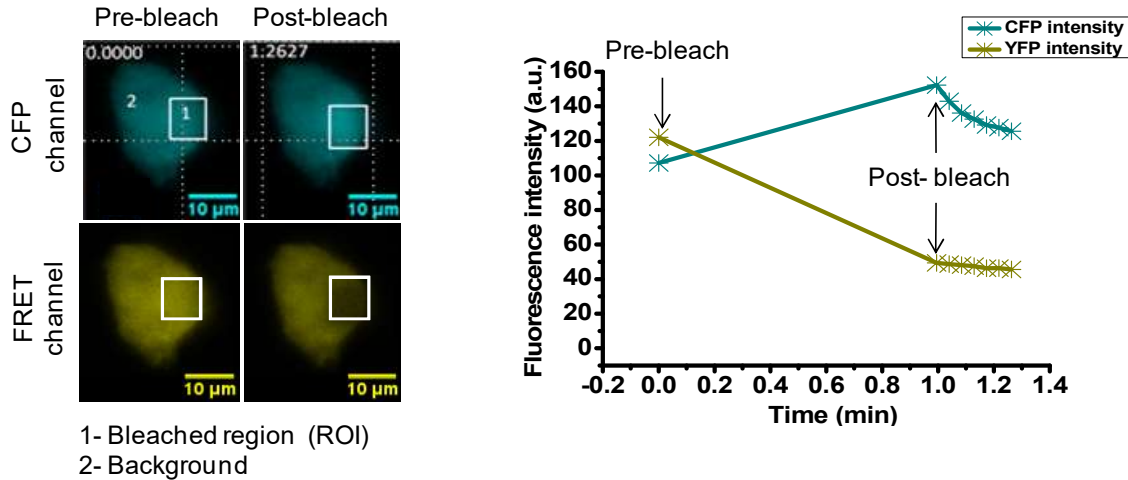 Pre-bleach Post-bleach
CFP channel
0.0000
1:2627
2
1
10 µm
10 µm
FRET channel
10 µm
10 µm
1- Bleached region (ROI)
2- Background
CFP intensity
YFP intensity
Pre-bleach
Post- bleach
Fluorescence intensity (a.u.)
160
140
120
100
80
60
40
20
0
-0.2 0.0 0.2 0.4 0.6 0.8 1.0 1.2 1.4
Time (min)